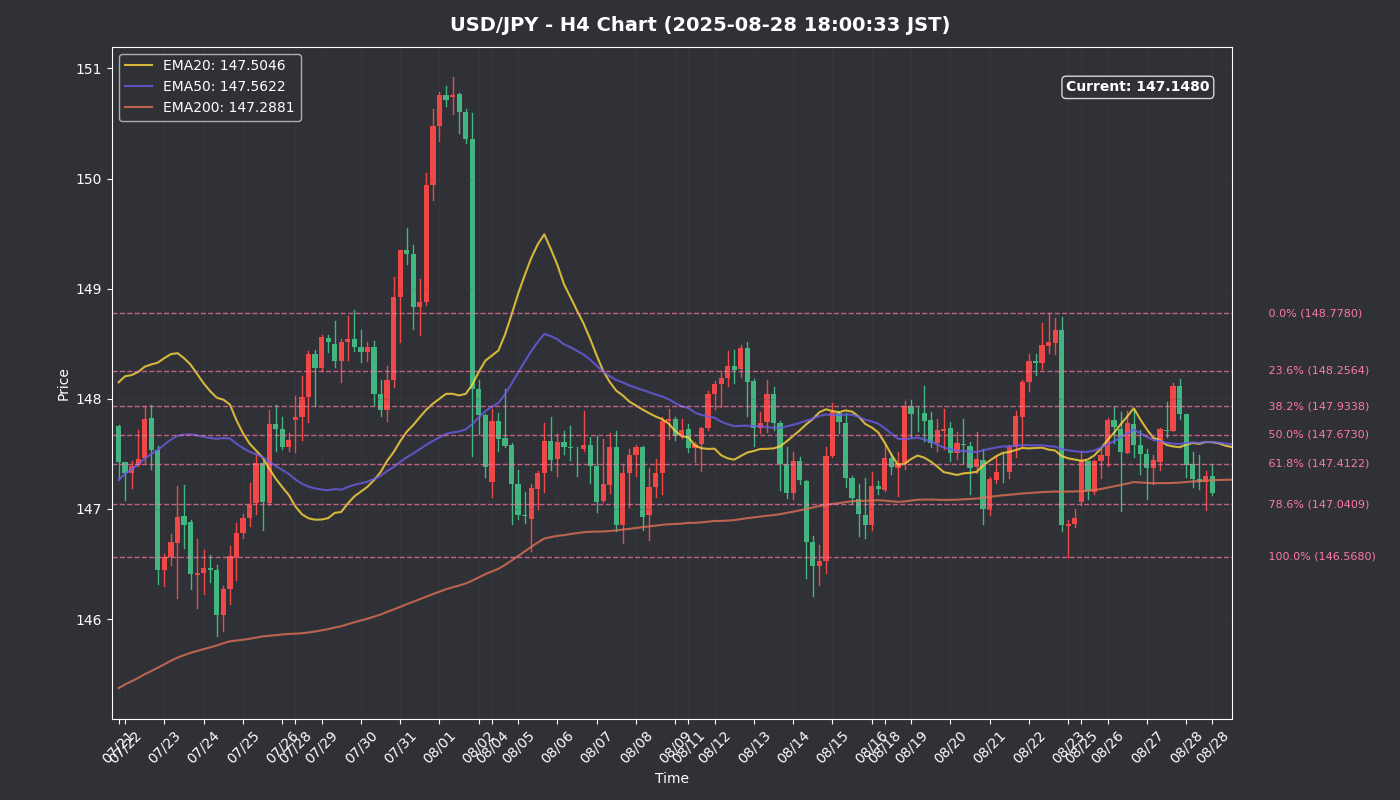 USD/JPY - H4 Chart (2025-08-28 18:00:33 JST)
EMA20: 147.5046
EMA50: 147.5622
EMA200: 147.2881
Current: 147.1480
151
150
149
148
147
146
Price
0.0% (148.7780)
23.6% (148.2564)
38.2% (147.9338)
50.0% (147.6730)
61.8% (147.4122)
78.6% (147.0409)
100.0% (146.5680)
07/21 07/22 07/23 07/24 07/25 07/26 07/28 07/29 07/30 07/31 08/01 08/02 08/04 08/05 08/06 08/07 08/08 08/09 08/11 08/12 08/13 08/14 08/15 08/16 08/18 08/19 08/20 08/21 08/22 08/23 08/25 08/26 08/27 08/28 08/28
Time